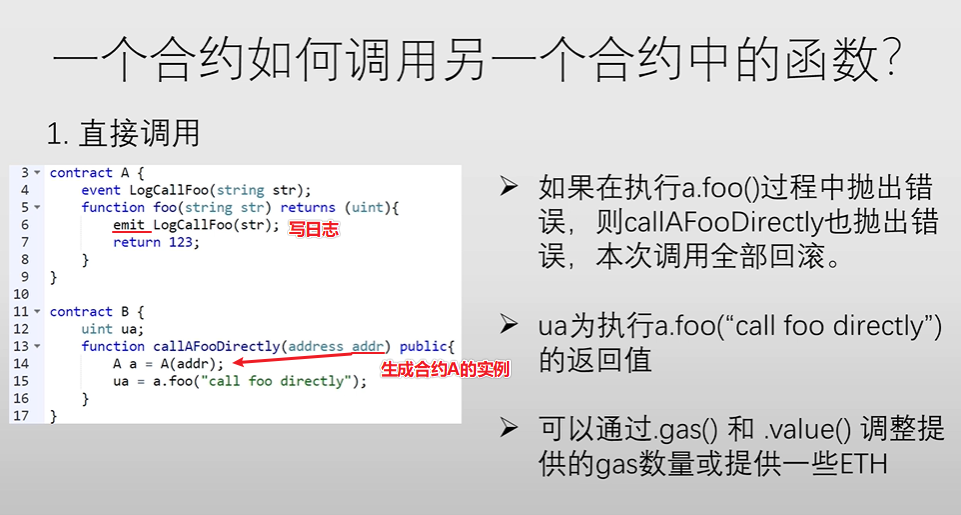 一个合约如何调用另一个合约中的函数?
1. 直接调用
3 contract A {
4 event LogCallFoo(string str);
5 function foo(string str) returns (uint){
6 emit LogCallFoo(str); 写日志
7 return 123;
8 }
9 }
10
11 contract B {
12 uint ua;
13 function callAFooDirectly(address addr) public{
14 A a = A(addr); 生成合约A的实例
15 ua = a.foo("call foo directly");
16 }
17 }
➢ 如果在执行a.foo()过程中抛出错
误，则callAFooDirectly也抛出错
误，本次调用全部回滚。
➢ ua为执行a.foo(“call foo directly”)
的返回值
➢ 可以通过.gas() 和 .value() 调整提
供的gas数量或提供一些ETH